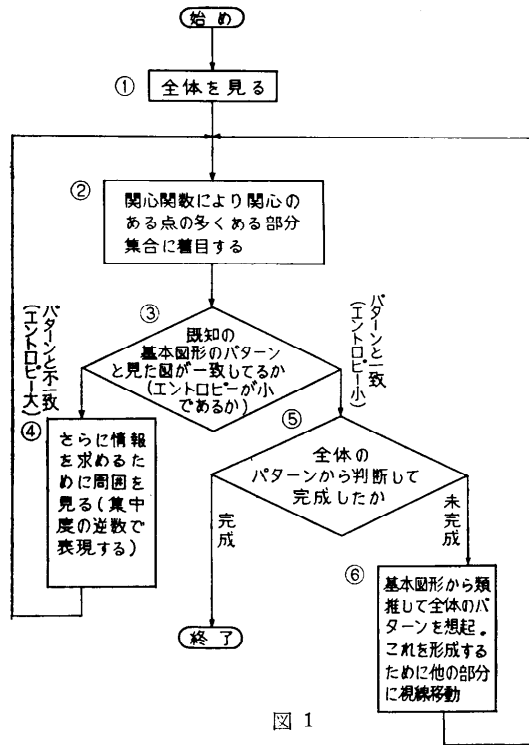 始め
① 全体を見る
②
関心関数により関心の
ある点の多くある部分
集合に着目する
③
既知の
基本図形のパターン
と見た図が一致してるか
(エントロピーが小
であるか)
パターンと不一致
(エントロピー大)
パターンと一致
(エントロピー小)
④
さらに情報
を求めるため
に周囲を
見る(集中
度の逆数で
表現する)
⑤
全体の
パターンから判断して
完成したか
完成
未完成
⑥
基本図形から類
推して全体のパ
ターンを想起。
これを形成する
ために他の部分
に視線移動
終了
図 1